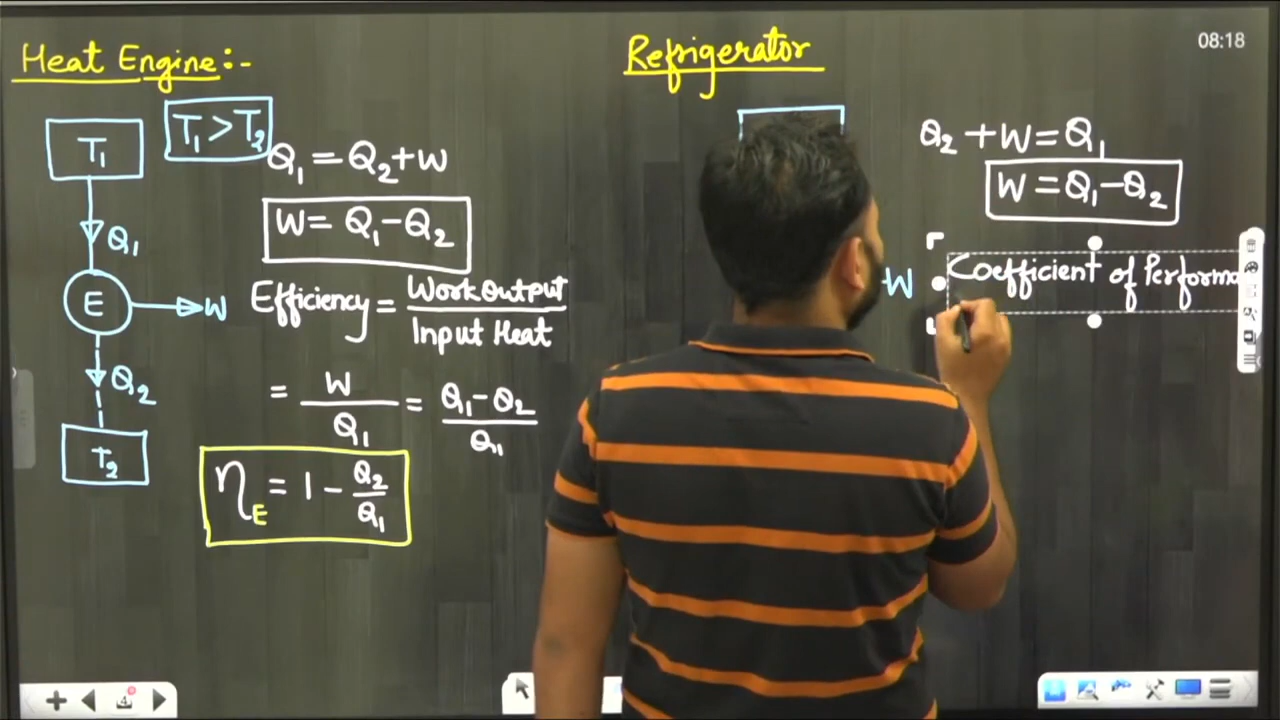 Heat Engine:-
T₁
T₁ > T₂
Q₁ = Q₂ + W
W = Q₁ - Q₂
Q₁
E
W
Efficiency = Work Output / Input Heat
= W / Q₁ = Q₁ - Q₂ / Q₁
Q₂
T₂
η_E = 1 - Q₂ / Q₁
Refrigerator
08:18
Q₂ + W = Q₁
W = Q₁ - Q₂
W
Coefficient of Performa